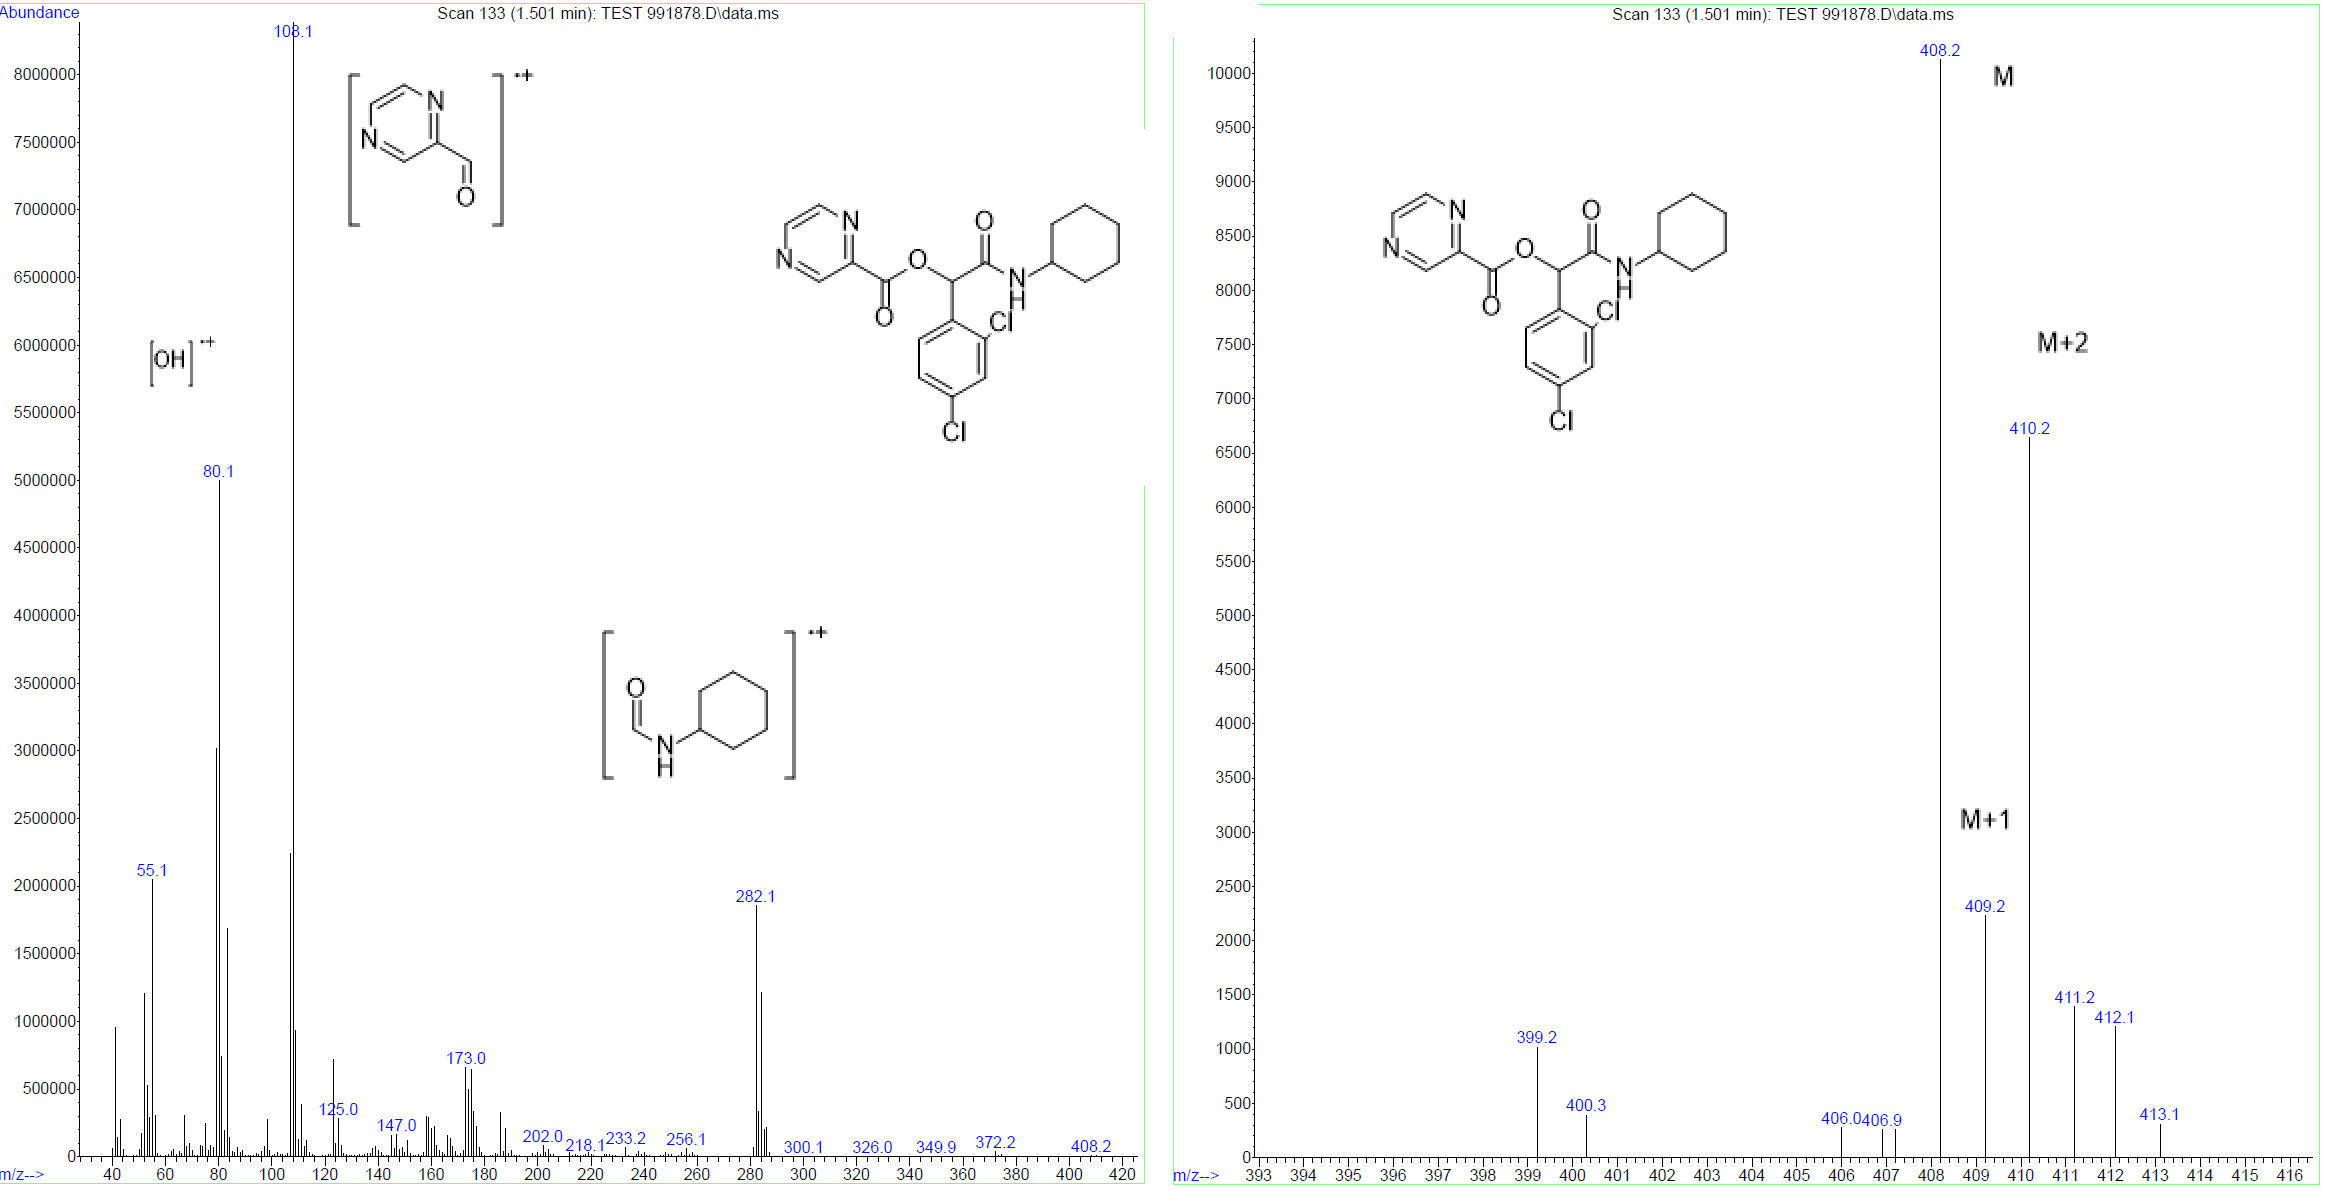 Abundance
Scan 133 (1.501 min): TEST 991878.D\data.ms
108.1
8000000
7500000
7000000
6500000
6000000
5500000
5000000
4500000
4000000
3500000
3000000
2500000
2000000
1500000
1000000
500000
0
N
N
O
·+
[OH]·+
80.1
55.1
N
N
O
O
O
N
H
Cl
Cl
O
N
H
·+
282.1
173.0
125.0
147.0
202.0
218.1
233.2
256.1
300.1
326.0
349.9
372.2
408.2
m/z-->
40 60 80 100 120 140 160 180 200 220 240 260 280 300 320 340 360 380 400 420
Scan 133 (1.501 min): TEST 991878.D\data.ms
408.2
M
10000
9500
9000
8500
8000
7500
7000
6500
6000
5500
5000
4500
4000
3500
3000
2500
2000
1500
1000
500
0
N
N
O
O
O
N
H
Cl
Cl
M+2
410.2
M+1
409.2
411.2
412.1
399.2
400.3
406.0
406.9
413.1
m/z-->
393 394 395 396 397 398 399 400 401 402 403 404 405 406 407 408 409 410 411 412 413 414 415 416